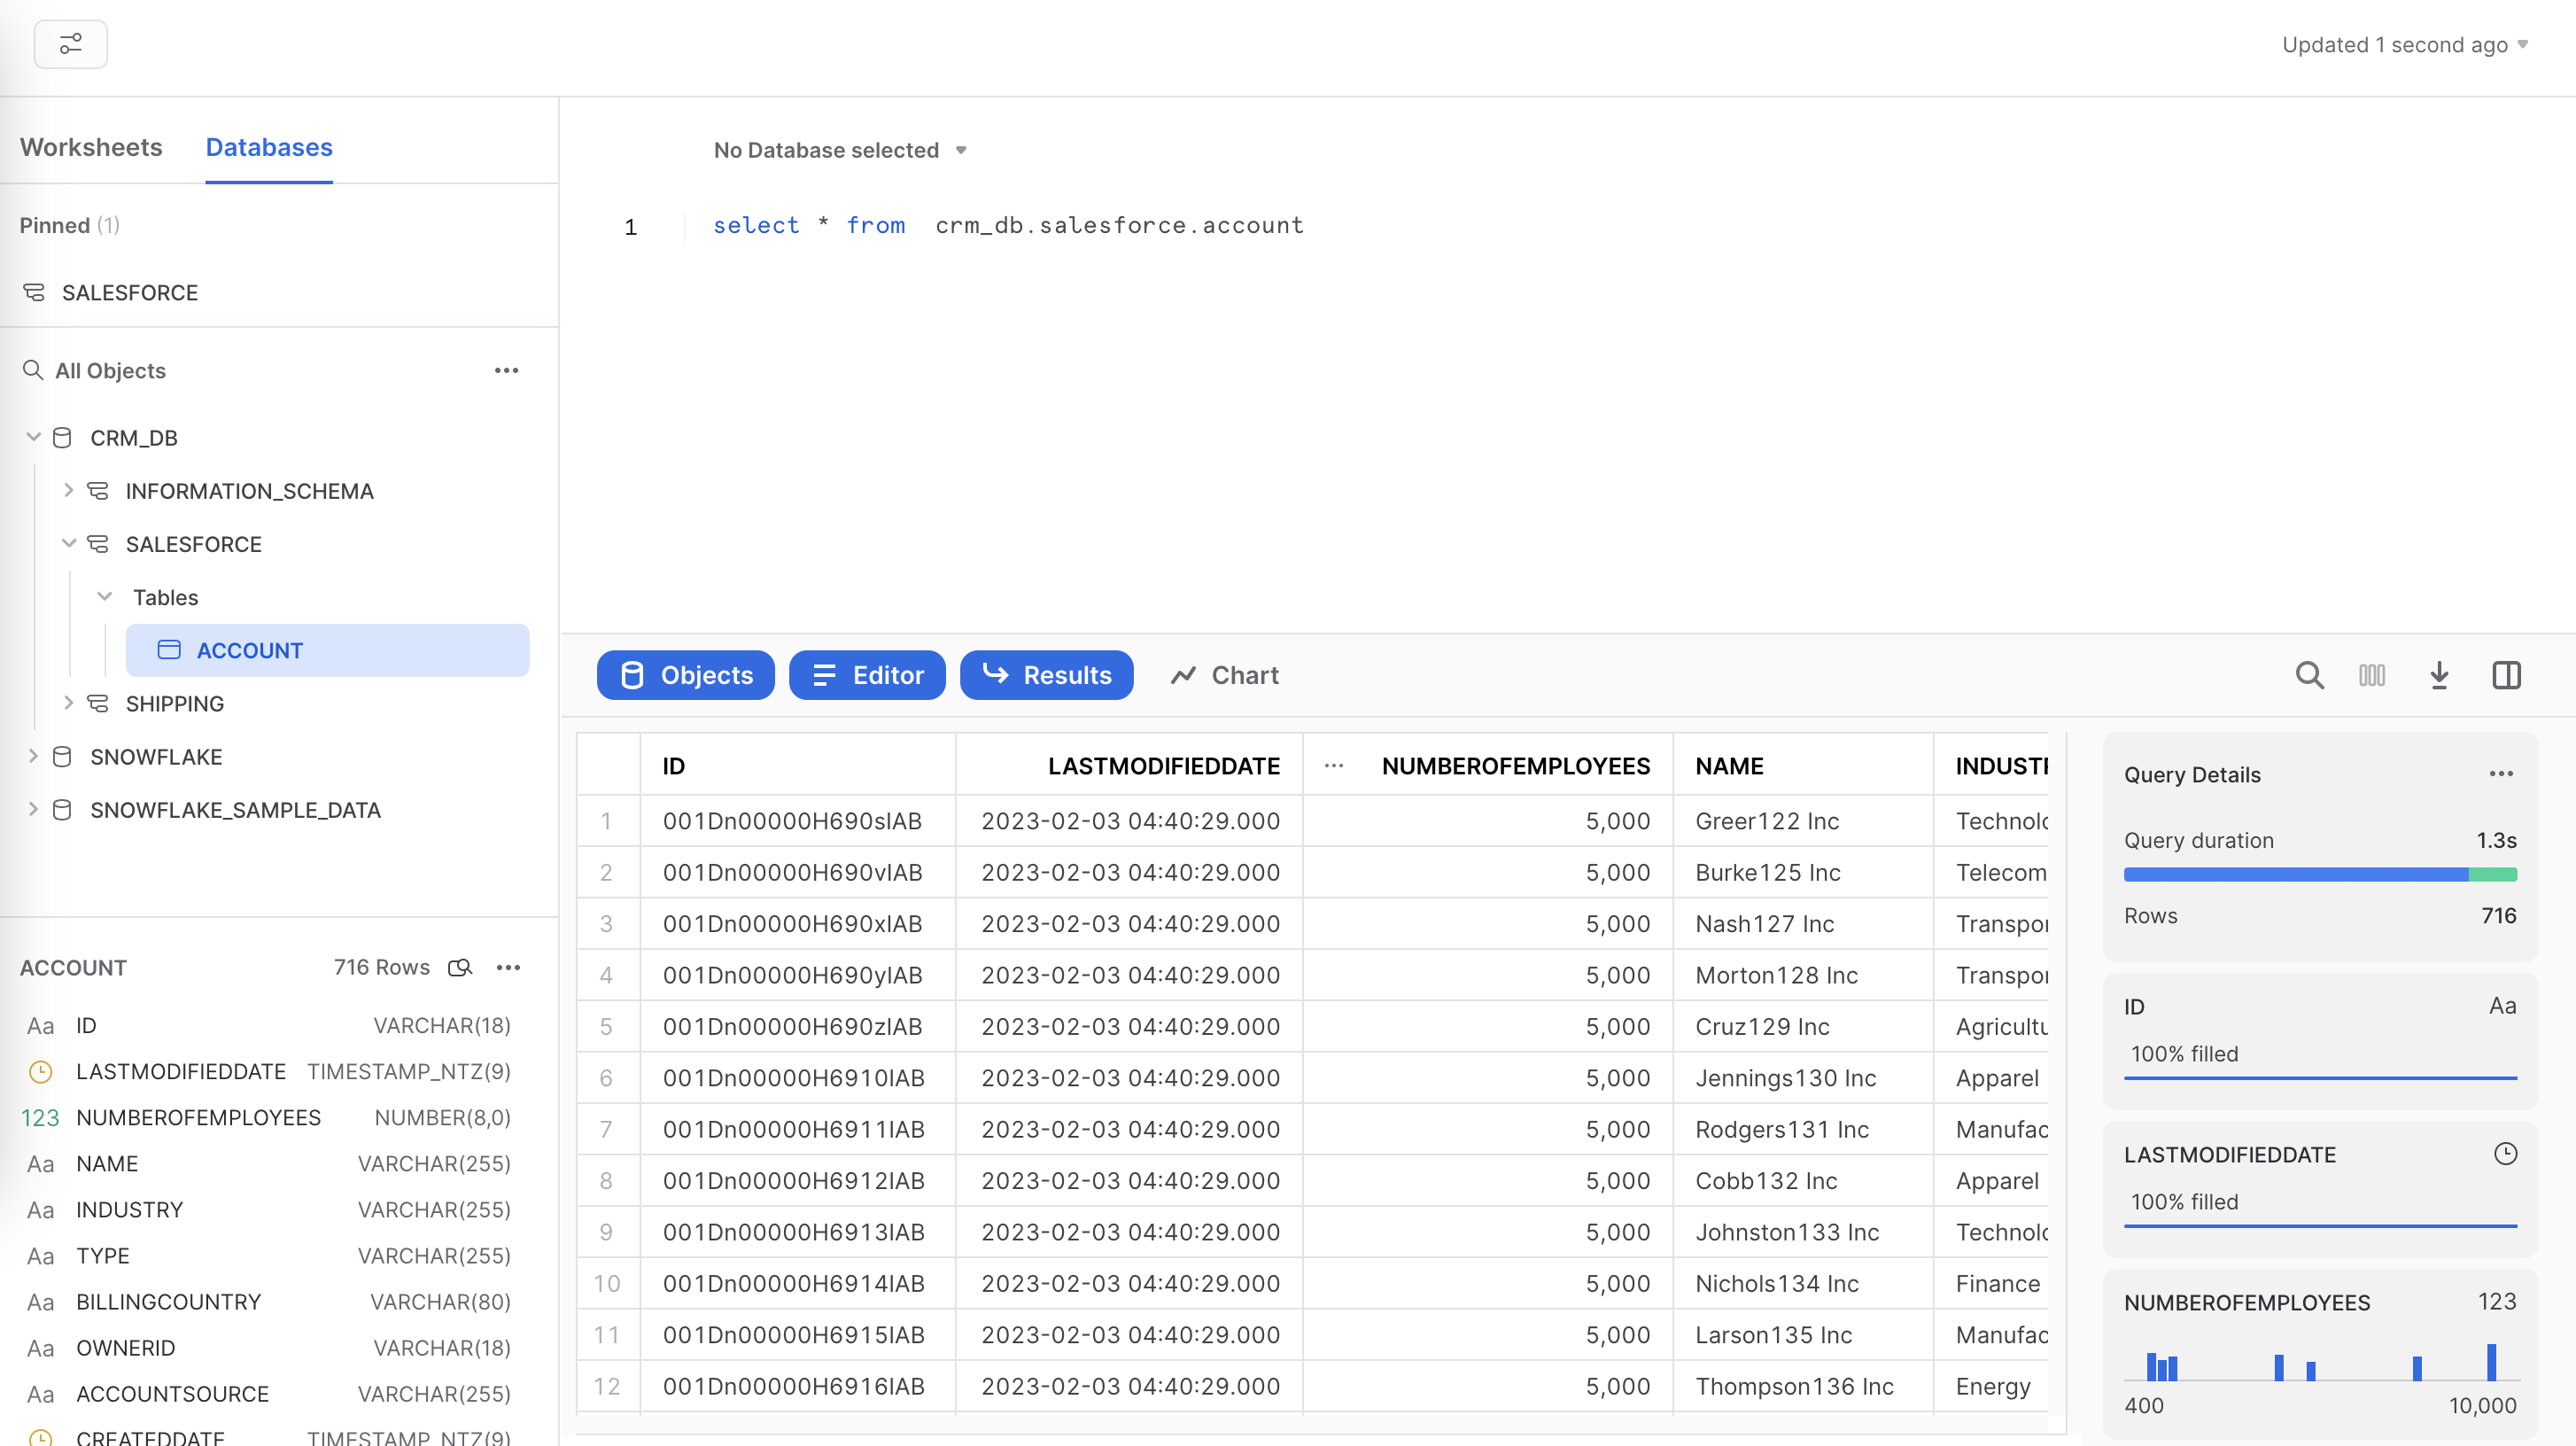 Updated 1 second ago
Worksheets Databases
Pinned (1)
SALESFORCE
All Objects
CRM_DB
INFORMATION_SCHEMA
SALESFORCE
Tables
ACCOUNT
SHIPPING
SNOWFLAKE
SNOWFLAKE_SAMPLE_DATA
ACCOUNT 716 Rows
Aa ID VARCHAR(18)
LASTMODIFIEDDATE TIMESTAMP_NTZ(9)
123 NUMBEROFEMPLOYEES NUMBER(8,0)
Aa NAME VARCHAR(255)
Aa INDUSTRY VARCHAR(255)
Aa TYPE VARCHAR(255)
Aa BILLINGCOUNTRY VARCHAR(80)
Aa OWNERID VARCHAR(18)
Aa ACCOUNTSOURCE VARCHAR(255)
CREATEDDATE TIMESTAMP_NTZ(9)
No Database selected
1 select * from crm_db.salesforce.account
Objects Editor Results Chart
ID LASTMODIFIEDDATE ... NUMBEROFEMPLOYEES NAME INDUSTR
1 001Dn00000H690sIAB 2023-02-03 04:40:29.000 5,000 Greer122 Inc Technolo
2 001Dn00000H690vIAB 2023-02-03 04:40:29.000 5,000 Burke125 Inc Telecom
3 001Dn00000H690xIAB 2023-02-03 04:40:29.000 5,000 Nash127 Inc Transpor
4 001Dn00000H690yIAB 2023-02-03 04:40:29.000 5,000 Morton128 Inc Transpor
5 001Dn00000H690zIAB 2023-02-03 04:40:29.000 5,000 Cruz129 Inc Agricultu
6 001Dn00000H6910IAB 2023-02-03 04:40:29.000 5,000 Jennings130 Inc Apparel
7 001Dn00000H6911IAB 2023-02-03 04:40:29.000 5,000 Rodgers131 Inc Manufac
8 001Dn00000H6912IAB 2023-02-03 04:40:29.000 5,000 Cobb132 Inc Apparel
9 001Dn00000H6913IAB 2023-02-03 04:40:29.000 5,000 Johnston133 Inc Technolo
10 001Dn00000H6914IAB 2023-02-03 04:40:29.000 5,000 Nichols134 Inc Finance
11 001Dn00000H6915IAB 2023-02-03 04:40:29.000 5,000 Larson135 Inc Manufac
12 001Dn00000H6916IAB 2023-02-03 04:40:29.000 5,000 Thompson136 Inc Energy
Query Details
Query duration 1.3s
Rows 716
ID Aa
100% filled
LASTMODIFIEDDATE
100% filled
NUMBEROFEMPLOYEES 123
400 10,000